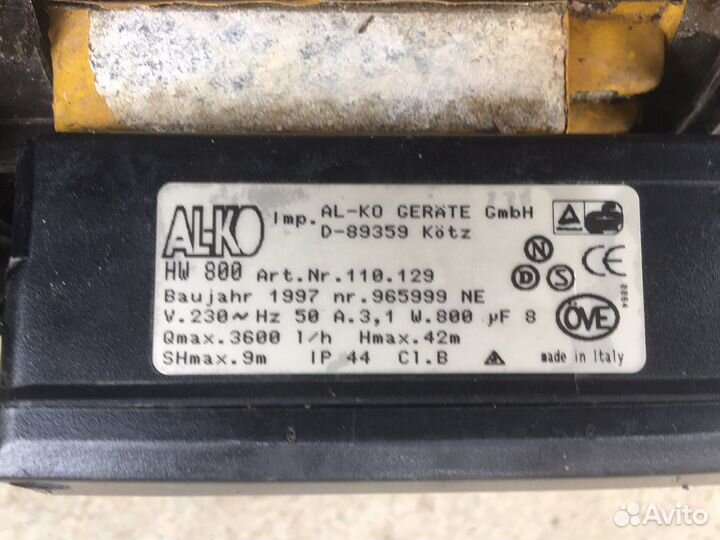 AL-KO
Imp. AL-KO GERÄTE GmbH
D-89359 Kötz
HW 800 Art.Nr.110.129
Baujahr 1997 nr.965999 NE
V.230~Hz 50 A.3,1 W.800 µF 8
Qmax.3600 l/h Hmax.42m
SHmax.9m IP 44 Cl.B
N
D S
CE
ÖVE
made in Italy
Avito